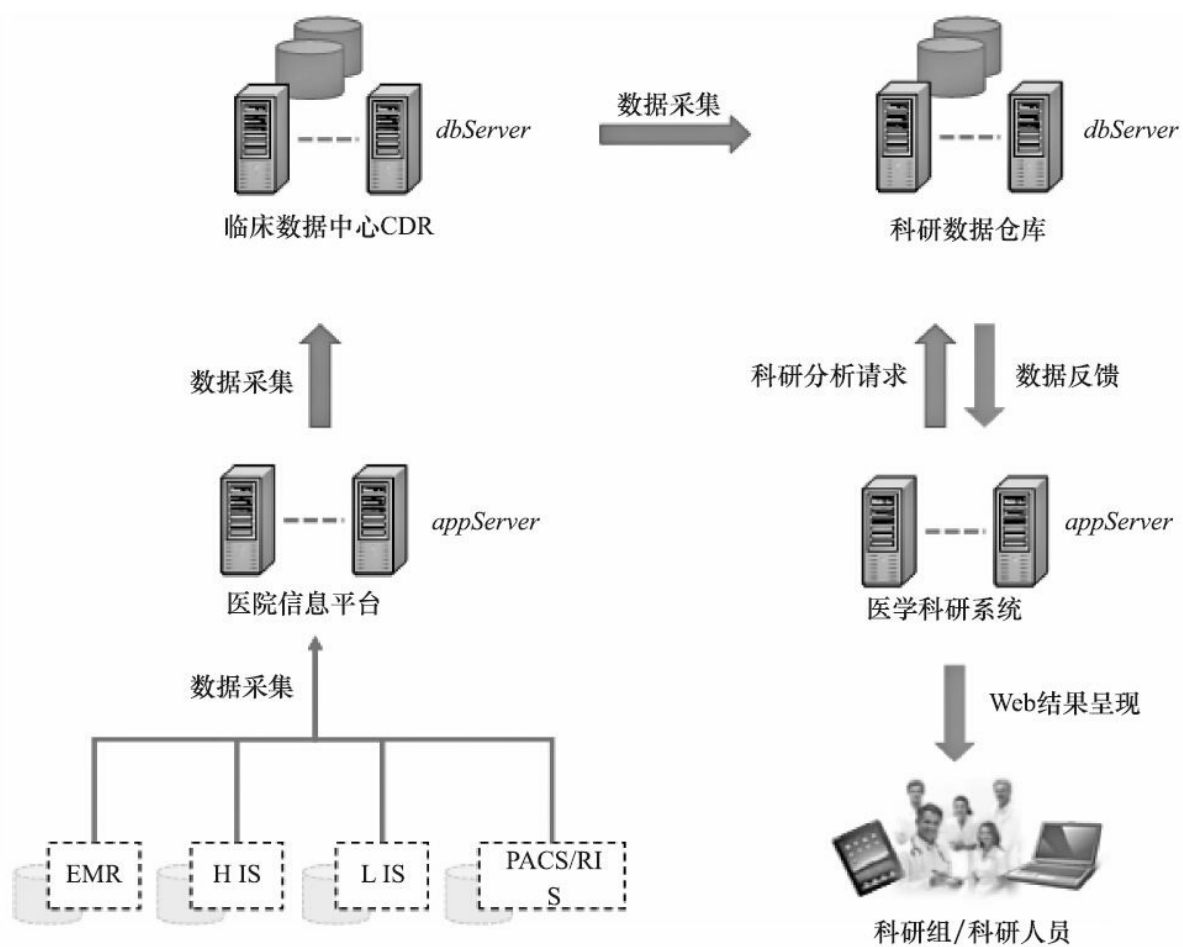 数据采集
dbServer
dbServer
临床数据中心CDR
科研数据仓库
数据采集
科研分析请求
数据反馈
appServer
appServer
医院信息平台
医学科研系统
数据采集
Web结果呈现
EMR
H IS
L IS
PACS/RI
S
科研组/科研人员